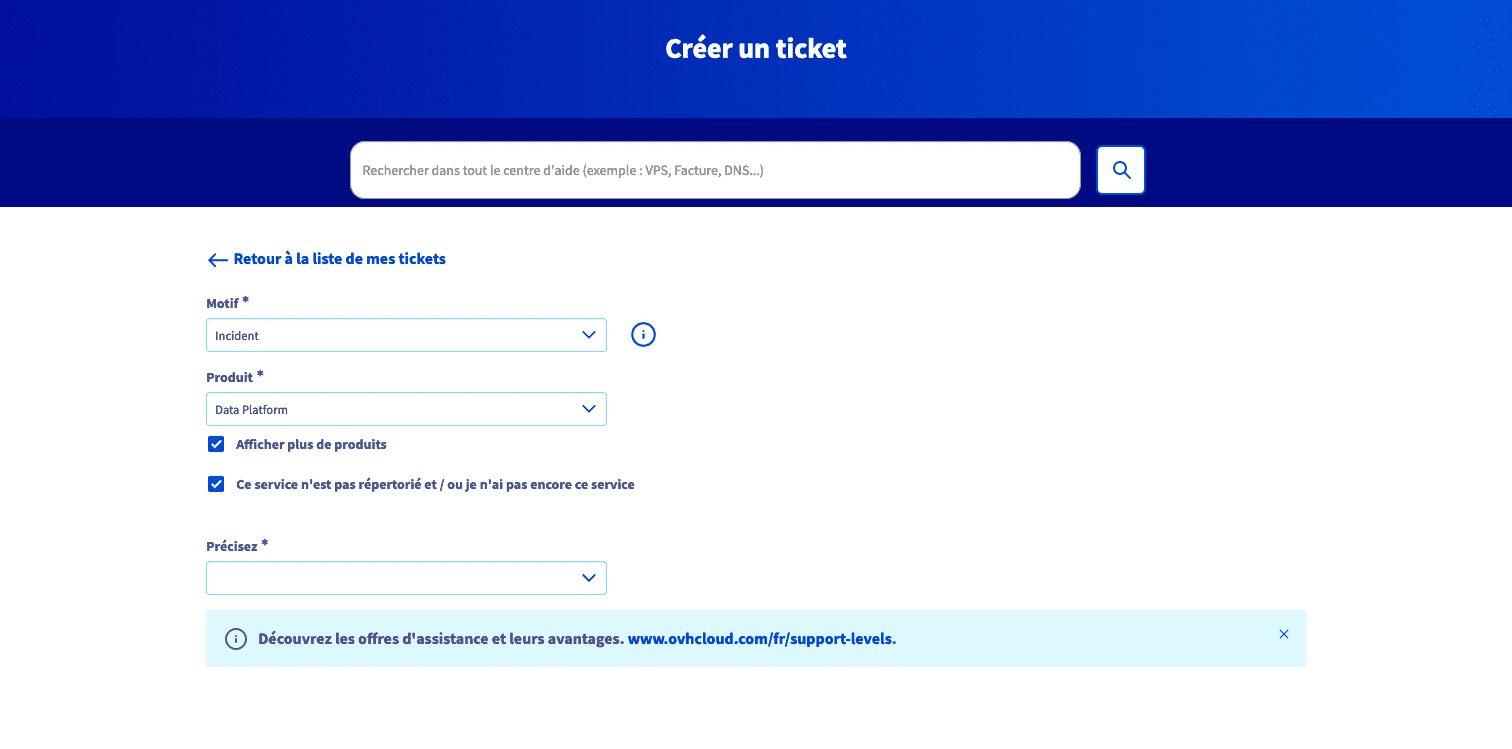 Créer un ticket
Rechercher dans tout le centre d'aide (exemple : VPS, Facture, DNS...)
Retour à la liste de mes tickets
Motif *
Incident
Produit *
Data Platform
Afficher plus de produits
Ce service n'est pas répertorié et / ou je n'ai pas encore ce service
Précisez *
Découvrez les offres d'assistance et leurs avantages. www.ovhcloud.com/fr/support-levels.